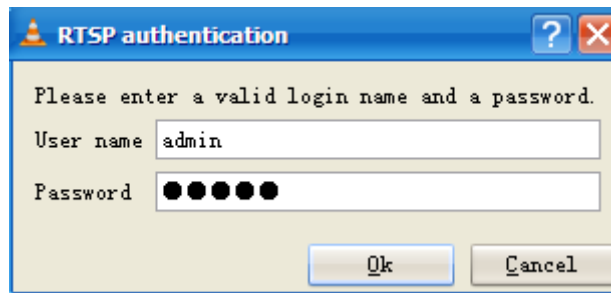 RTSP authentication
Please enter a valid login name and a password.
User name admin
Password ●●●●●
Ok Cancel